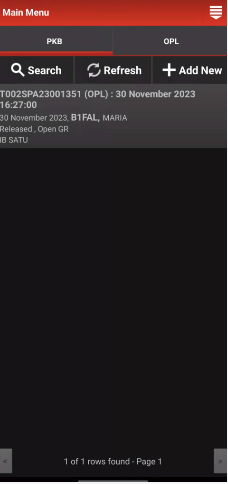 Main Menu
PKB OPL
Search Refresh Add New
T002SPA23001351 (OPL) : 30 November 2023
16:27:00
30 November 2023, B1FAL, MARIA
Released , Open GR
IB SATU
< 1 of 1 rows found - Page 1 >